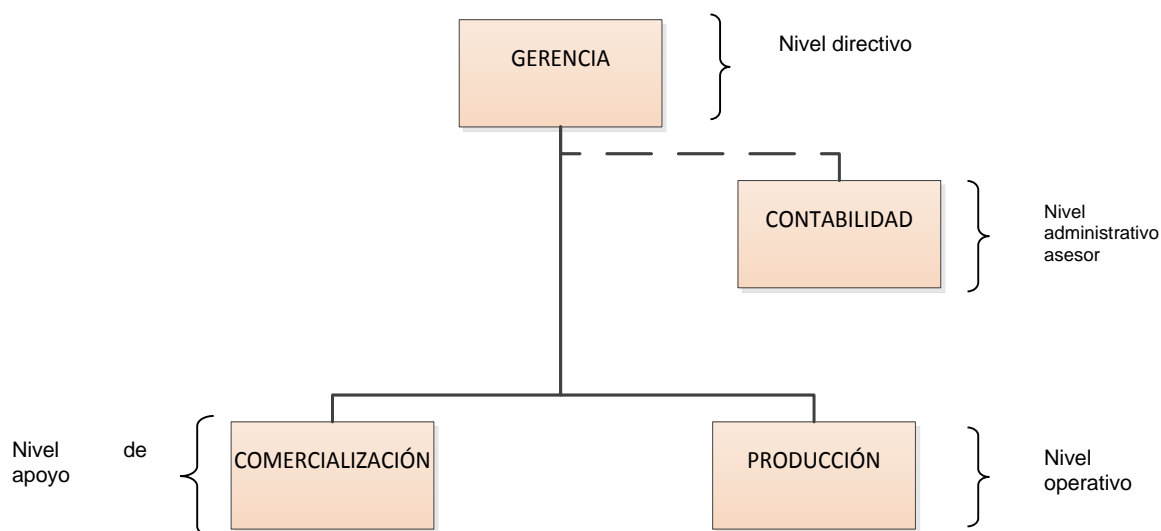 GERENCIA
Nivel directivo
CONTABILIDAD
Nivel
administrativo
asesor
Nivel de
apoyo
COMERCIALIZACIÓN
PRODUCCIÓN
Nivel
operativo